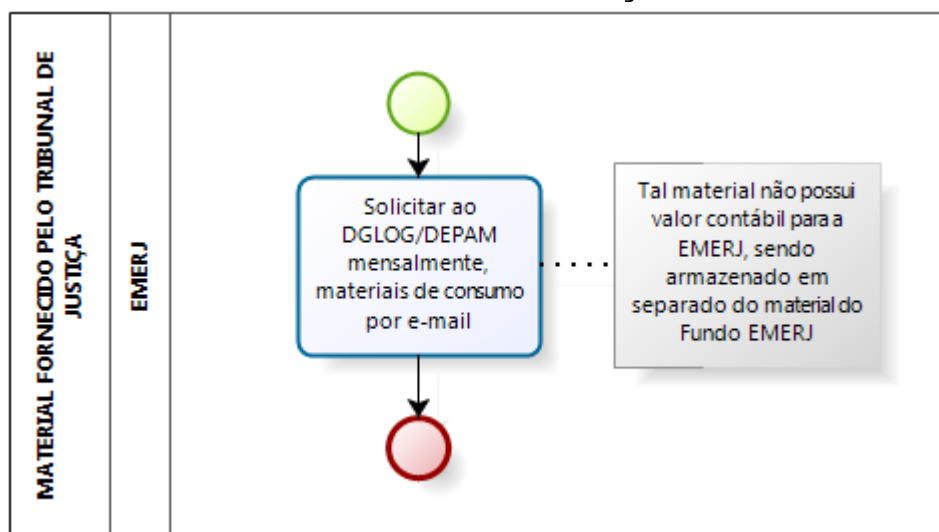 MATERIAL FORNECIDO PELO TRIBUNAL DE
JUSTIÇA
EMERJ
Solicitar ao
DGLOG/DEPAM
mensalmente,
materiais de consumo
por e-mail
Tal material não possui
valor contábil para a
EMERJ, sendo
armazenado em
separado do material do
Fundo EMERJ